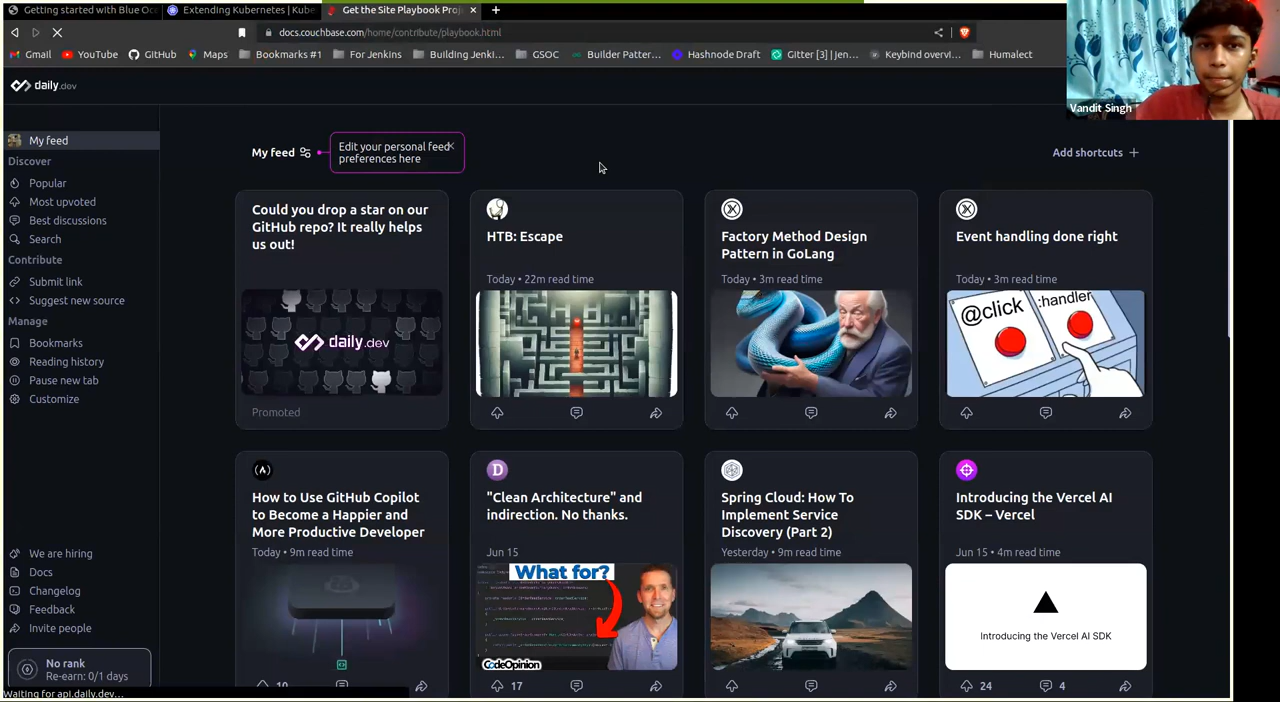 Getting started with Blue Oce
Extending Kubernetes | Kube
Get the Site Playbook Proj
docs.couchbase.com/home/contribute/playbook.html
Gmail
YouTube
GitHub
Maps
Bookmarks #1
For Jenkins
Building Jenki...
GSOC
Builder Patter...
Hashnode Draft
Gitter [3] | Jen...
Keybind overvi...
Humalect
Vandit Singh
daily.dev
My feed
Discover
Popular
Most upvoted
Best discussions
Search
Contribute
Submit link
Suggest new source
Manage
Bookmarks
Reading history
Pause new tab
Customize
We are hiring
Docs
Changelog
Feedback
Invite people
No rank
Re-earn: 0/1 days
Waiting for api.daily.dev...
My feed
Edit your personal feed
preferences here
Add shortcuts
Could you drop a star on our
GitHub repo? It really helps
us out!
daily.dev
Promoted
HTB: Escape
Today • 22m read time
Factory Method Design
Pattern in GoLang
Today • 3m read time
Event handling done right
Today • 3m read time
@click
:handler
How to Use GitHub Copilot
to Become a Happier and
More Productive Developer
Today • 9m read time
10
D
"Clean Architecture" and
indirection. No thanks.
Jun 15
What for?
CodeOpinion
17
Spring Cloud: How To
Implement Service
Discovery (Part 2)
Yesterday • 9m read time
Introducing the Vercel AI
SDK – Vercel
Jun 15 • 4m read time
Introducing the Vercel AI SDK
24
4